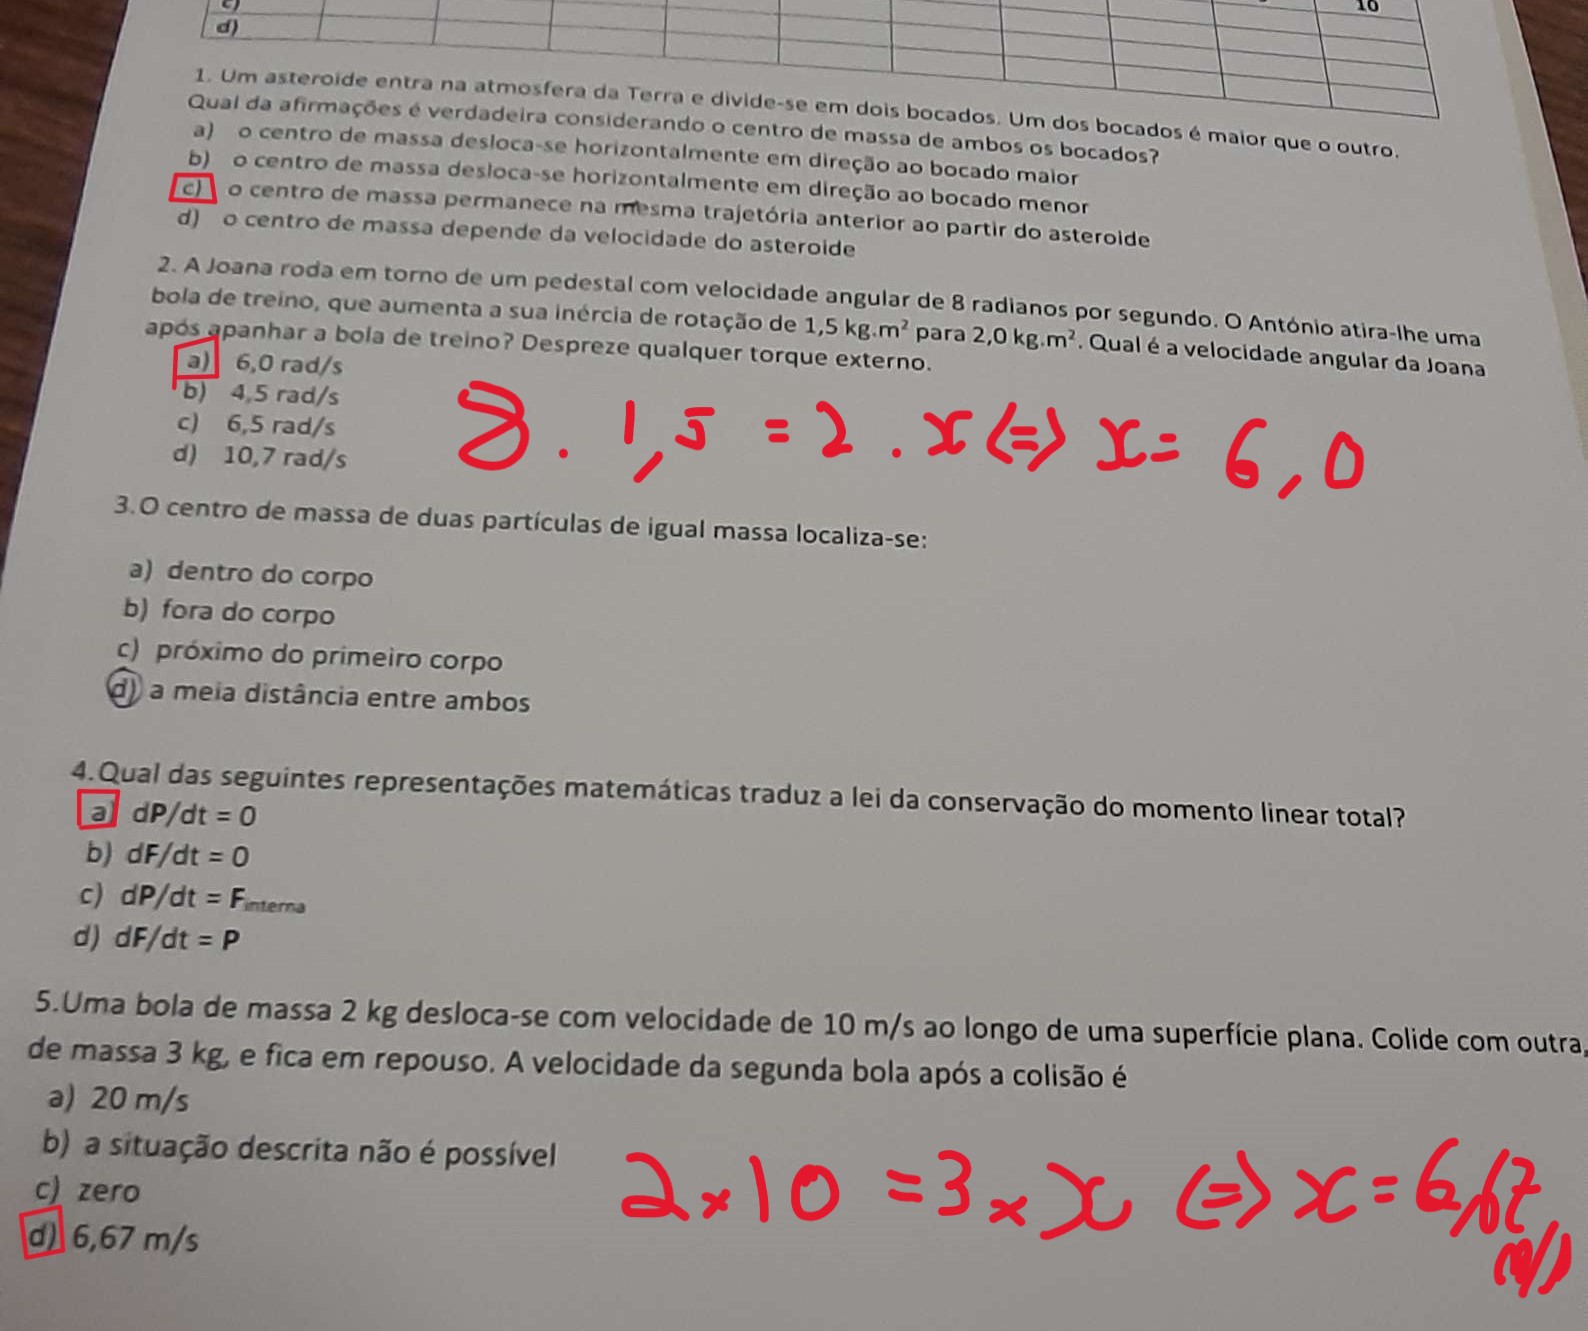 c)
10
d)
1. Um asteroide entra na atmosfera da Terra e divide-se em dois bocados. Um dos bocados é maior que o outro.
Qual da afirmações é verdadeira considerando o centro de massa de ambos os bocados?
a) o centro de massa desloca-se horizontalmente em direção ao bocado maior
b) o centro de massa desloca-se horizontalmente em direção ao bocado menor
c) o centro de massa permanece na mesma trajetória anterior ao partir do asteroide
d) o centro de massa depende da velocidade do asteroide
2. A Joana roda em torno de um pedestal com velocidade angular de 8 radianos por segundo. O António atira-lhe uma
bola de treino, que aumenta a sua inércia de rotação de 1,5 kg.m² para 2,0 kg.m². Qual é a velocidade angular da Joana
após apanhar a bola de treino? Despreze qualquer torque externo.
a) 6,0 rad/s
b) 4,5 rad/s
c) 6,5 rad/s
d) 10,7 rad/s
8 . 1,5 = 2 . x <=> x = 6,0
3.O centro de massa de duas partículas de igual massa localiza-se:
a) dentro do corpo
b) fora do corpo
c) próximo do primeiro corpo
d) a meia distância entre ambos
4.Qual das seguintes representações matemáticas traduz a lei da conservação do momento linear total?
a) dP/dt = 0
b) dF/dt = 0
c) dP/dt = Finterna
d) dF/dt = P
5.Uma bola de massa 2 kg desloca-se com velocidade de 10 m/s ao longo de uma superfície plana. Colide com outra,
de massa 3 kg, e fica em repouso. A velocidade da segunda bola após a colisão é
a) 20 m/s
b) a situação descrita não é possível
c) zero
d) 6,67 m/s
2 x 10 = 3 x x <=> x = 6,67
m/s